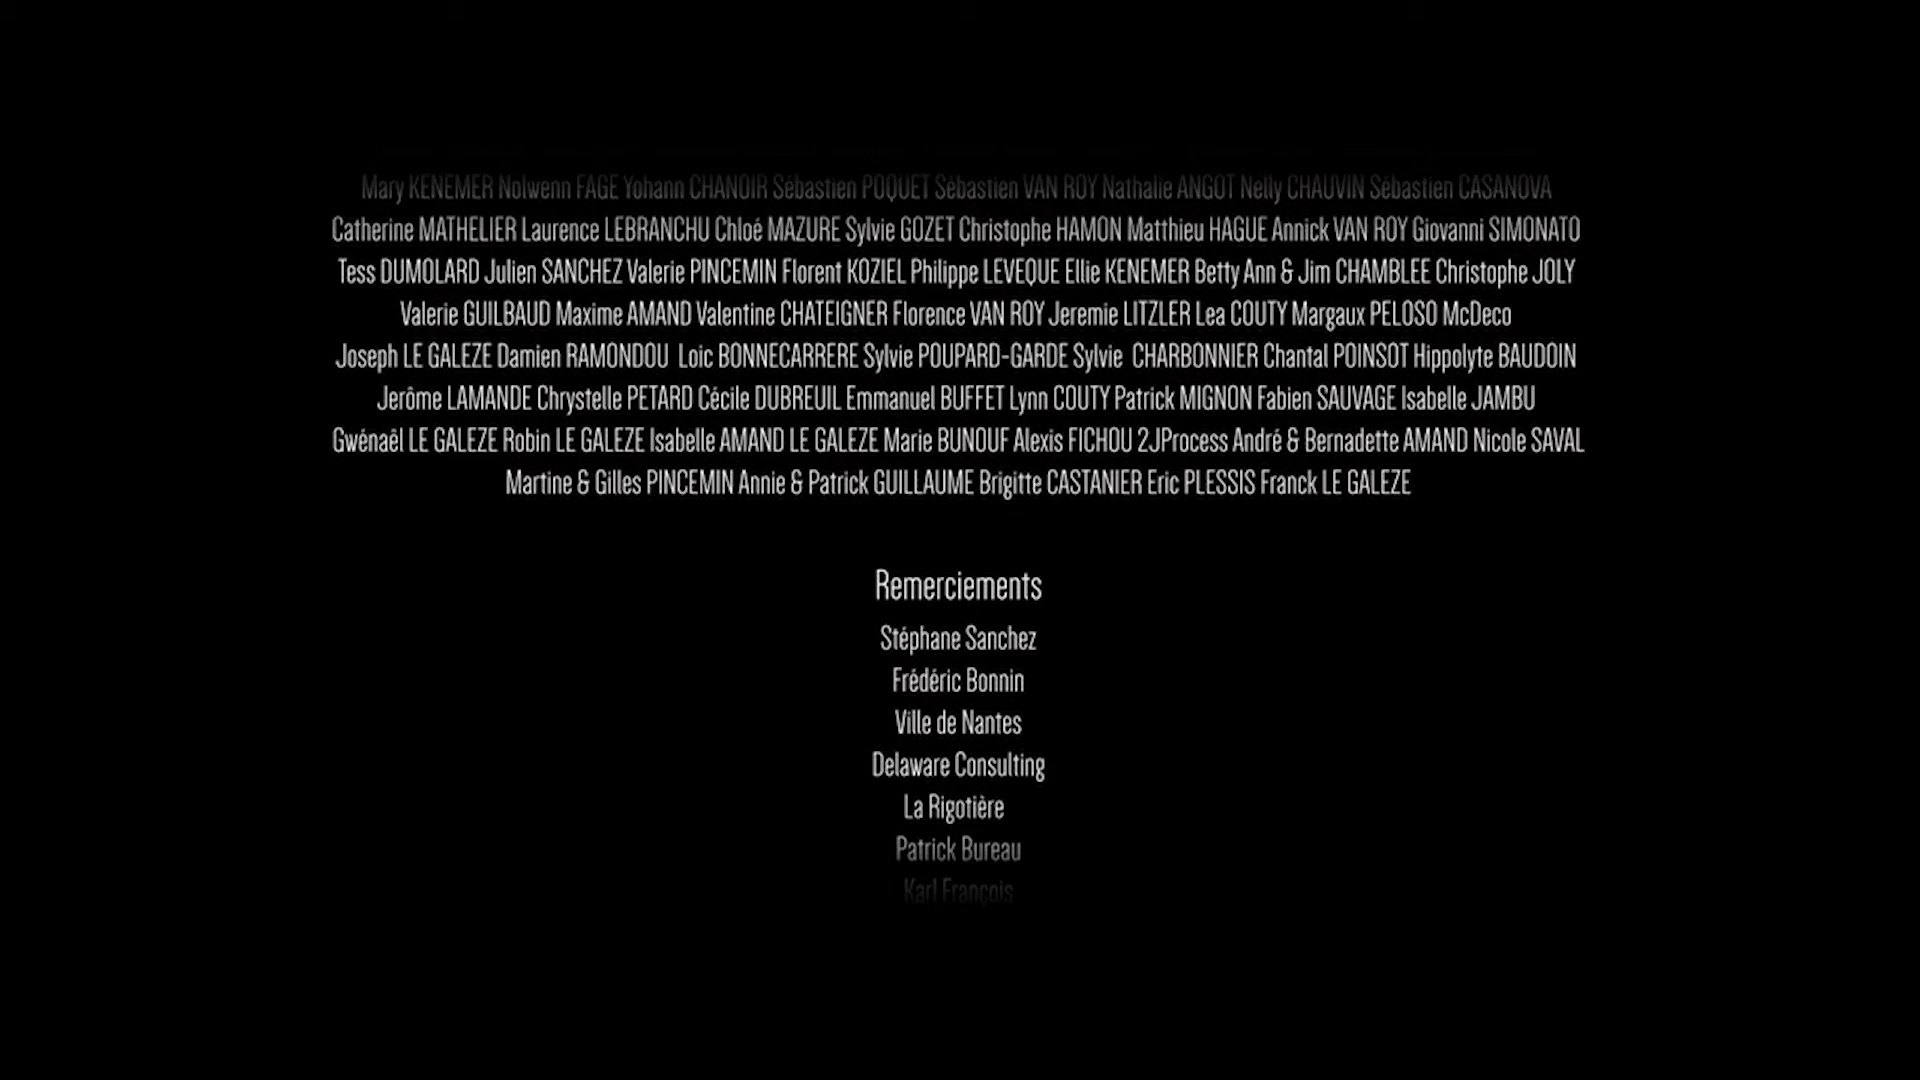 Mary KENEMER Nolwenn FAGE Yohann CHANOIR Sébastien POQUET Sébastien VAN ROY Nathalie ANGOT Nelly CHAUVIN Sébastien CASANOVA
Catherine MATHELIER Laurence LEBRANCHU Chloé MAZURE Sylvie GOZET Christophe HAMON Matthieu HAGUE Annick VAN ROY Giovanni SIMONATO
Tess DUMOLARD Julien SANCHEZ Valerie PINCEMIN Florent KOZIEL Philippe LEVEQUE Ellie KENEMER Betty Ann & Jim CHAMBLEE Christophe JOLY
Valerie GUILBAUD Maxime AMAND Valentine CHATEIGNER Florence VAN ROY Jeremie LITZLER Lea COUTY Margaux PELOSO McDeco
Joseph LE GALEZE Damien RAMONDOU Loic BONNECARRERE Sylvie POUPARD-GARDE Sylvie CHARBONNIER Chantal POINSOT Hippolyte BAUDOIN
Jerôme LAMANDE Chrystelle PETARD Cécile DUBREUIL Emmanuel BUFFET Lynn COUTY Patrick MIGNON Fabien SAUVAGE Isabelle JAMBU
Gwénaël LE GALEZE Robin LE GALEZE Isabelle AMAND LE GALEZE Marie BUNOUF Alexis FICHOU 2JProcess André & Bernadette AMAND Nicole SAVAL
Martine & Gilles PINCEMIN Annie & Patrick GUILLAUME Brigitte CASTANIER Eric PLESSIS Franck LE GALEZE
Remerciements
Stéphane Sanchez
Frédéric Bonnin
Ville de Nantes
Delaware Consulting
La Rigotière
Patrick Bureau
Karl François